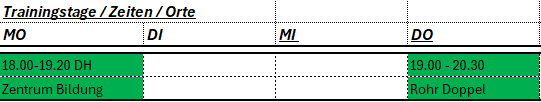 Trainingstage / Zeiten / Orte
MO DI MI DO
18.00-19.20 DH 19.00 - 20.30
Zentrum Bildung Rohr Doppel